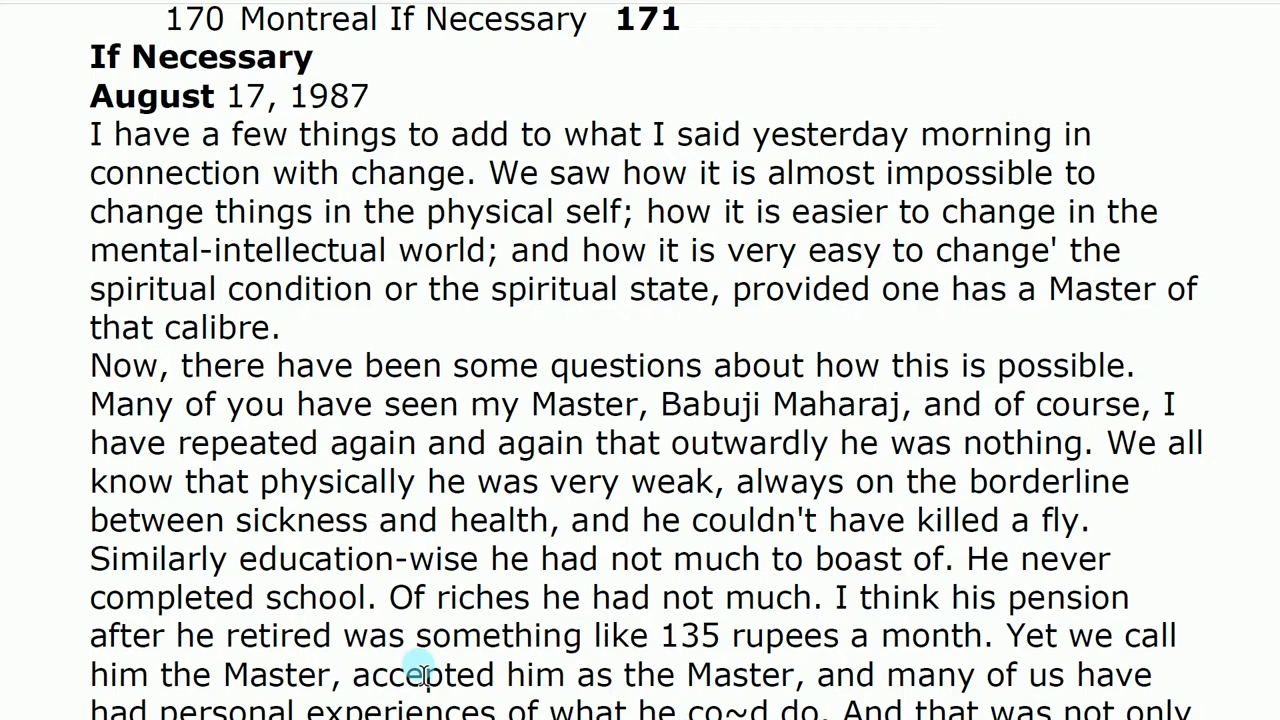 170 Montreal If Necessary 171
If Necessary
August 17, 1987
I have a few things to add to what I said yesterday morning in
connection with change. We saw how it is almost impossible to
change things in the physical self; how it is easier to change in the
mental-intellectual world; and how it is very easy to change' the
spiritual condition or the spiritual state, provided one has a Master of
that calibre.
Now, there have been some questions about how this is possible.
Many of you have seen my Master, Babuji Maharaj, and of course, I
have repeated again and again that outwardly he was nothing. We all
know that physically he was very weak, always on the borderline
between sickness and health, and he couldn't have killed a fly.
Similarly education-wise he had not much to boast of. He never
completed school. Of riches he had not much. I think his pension
after he retired was something like 135 rupees a month. Yet we call
him the Master, accepted him as the Master, and many of us have
had personal experiences of what he co~d do. And that was not only